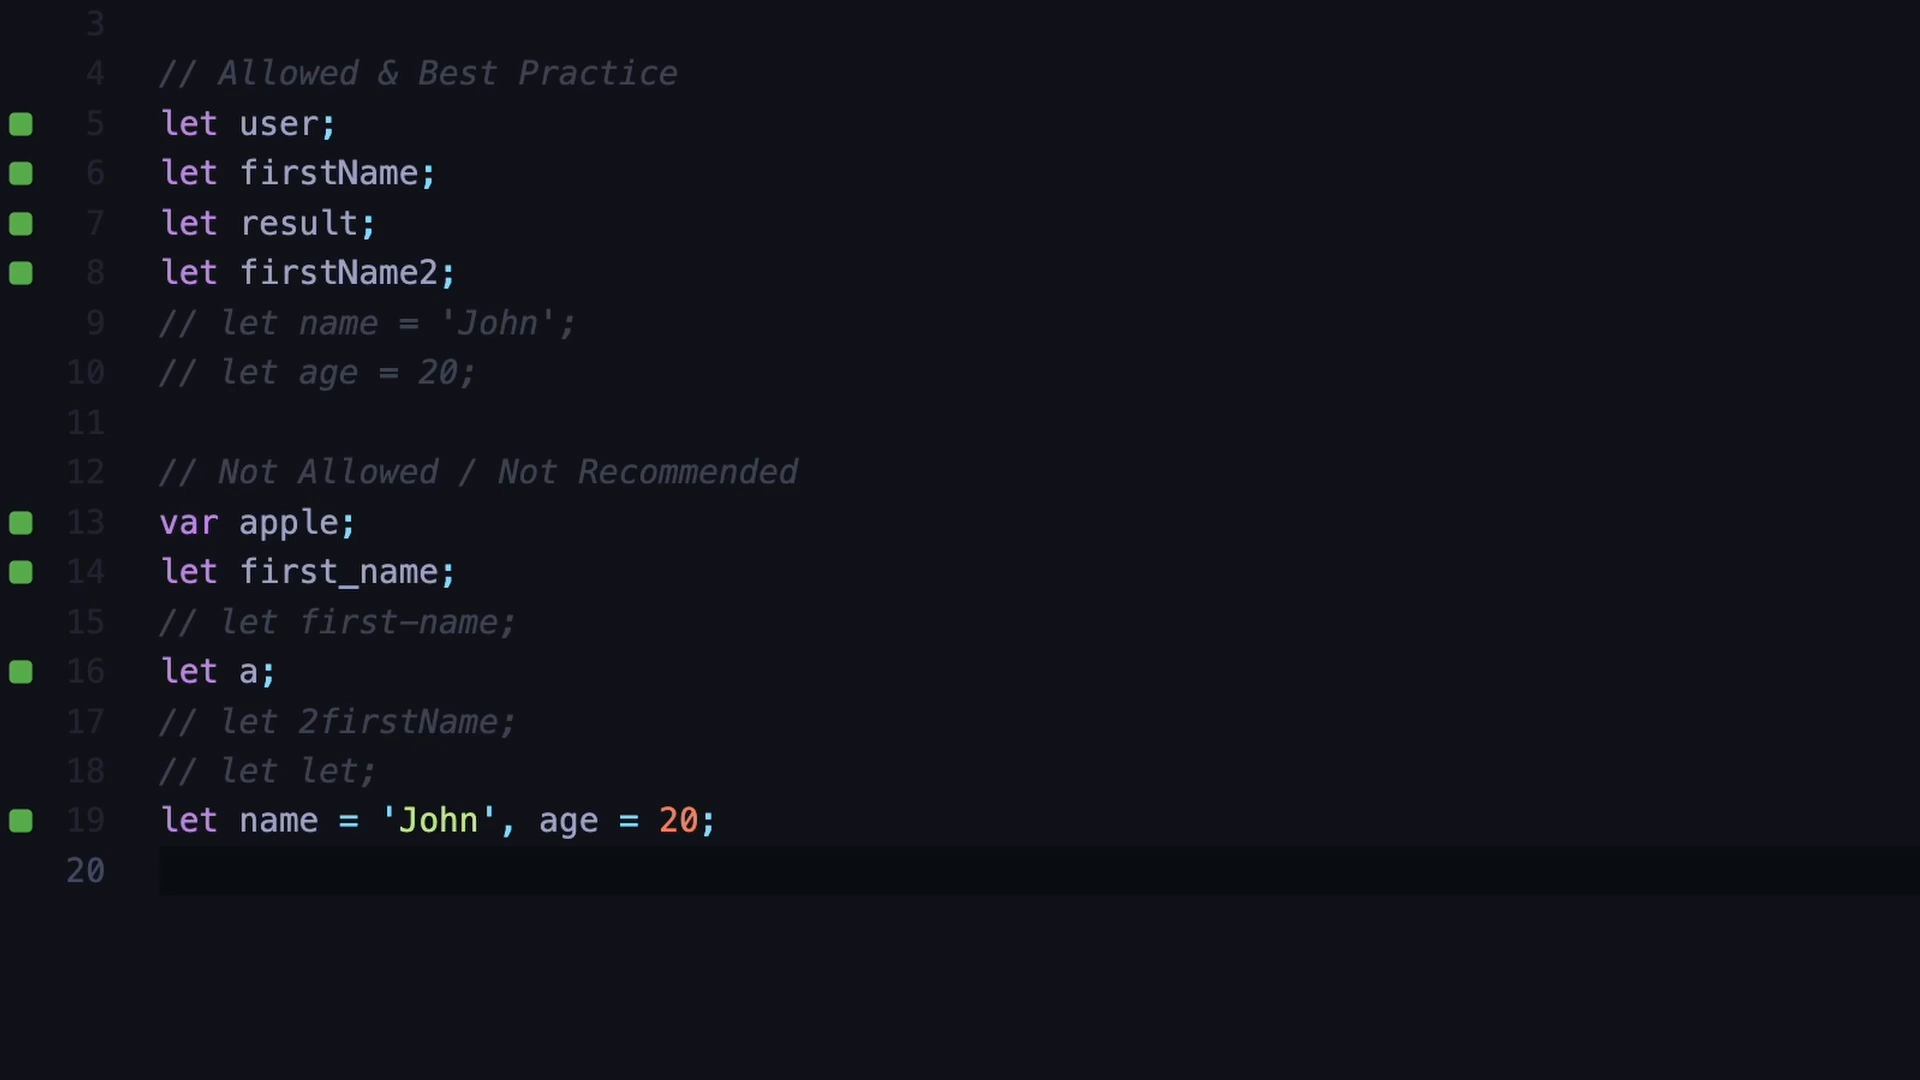 3
4 // Allowed & Best Practice
5 let user;
6 let firstName;
7 let result;
8 let firstName2;
9 // let name = 'John';
10 // let age = 20;
11
12 // Not Allowed / Not Recommended
13 var apple;
14 let first_name;
15 // let first-name;
16 let a;
17 // let 2firstName;
18 // let let;
19 let name = 'John', age = 20;
20